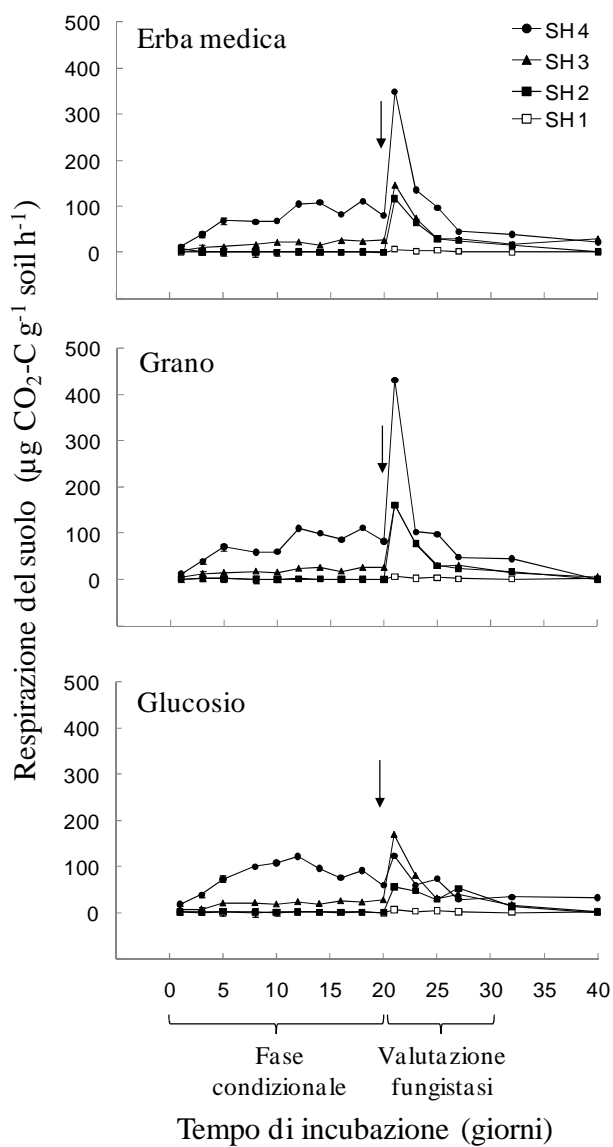 Respirazione del suolo (µg CO₂-C g⁻¹ soil h⁻¹)
500
400
300
200
100
0
Erba medica
SH4
SH3
SH2
SH1
500
400
300
200
100
0
Grano
500
400
300
200
100
0
Glucosio
0 5 10 15 20 25 30 35 40
Fase
condizionale
Valutazione
fungistasi
Tempo di incubazione (giorni)